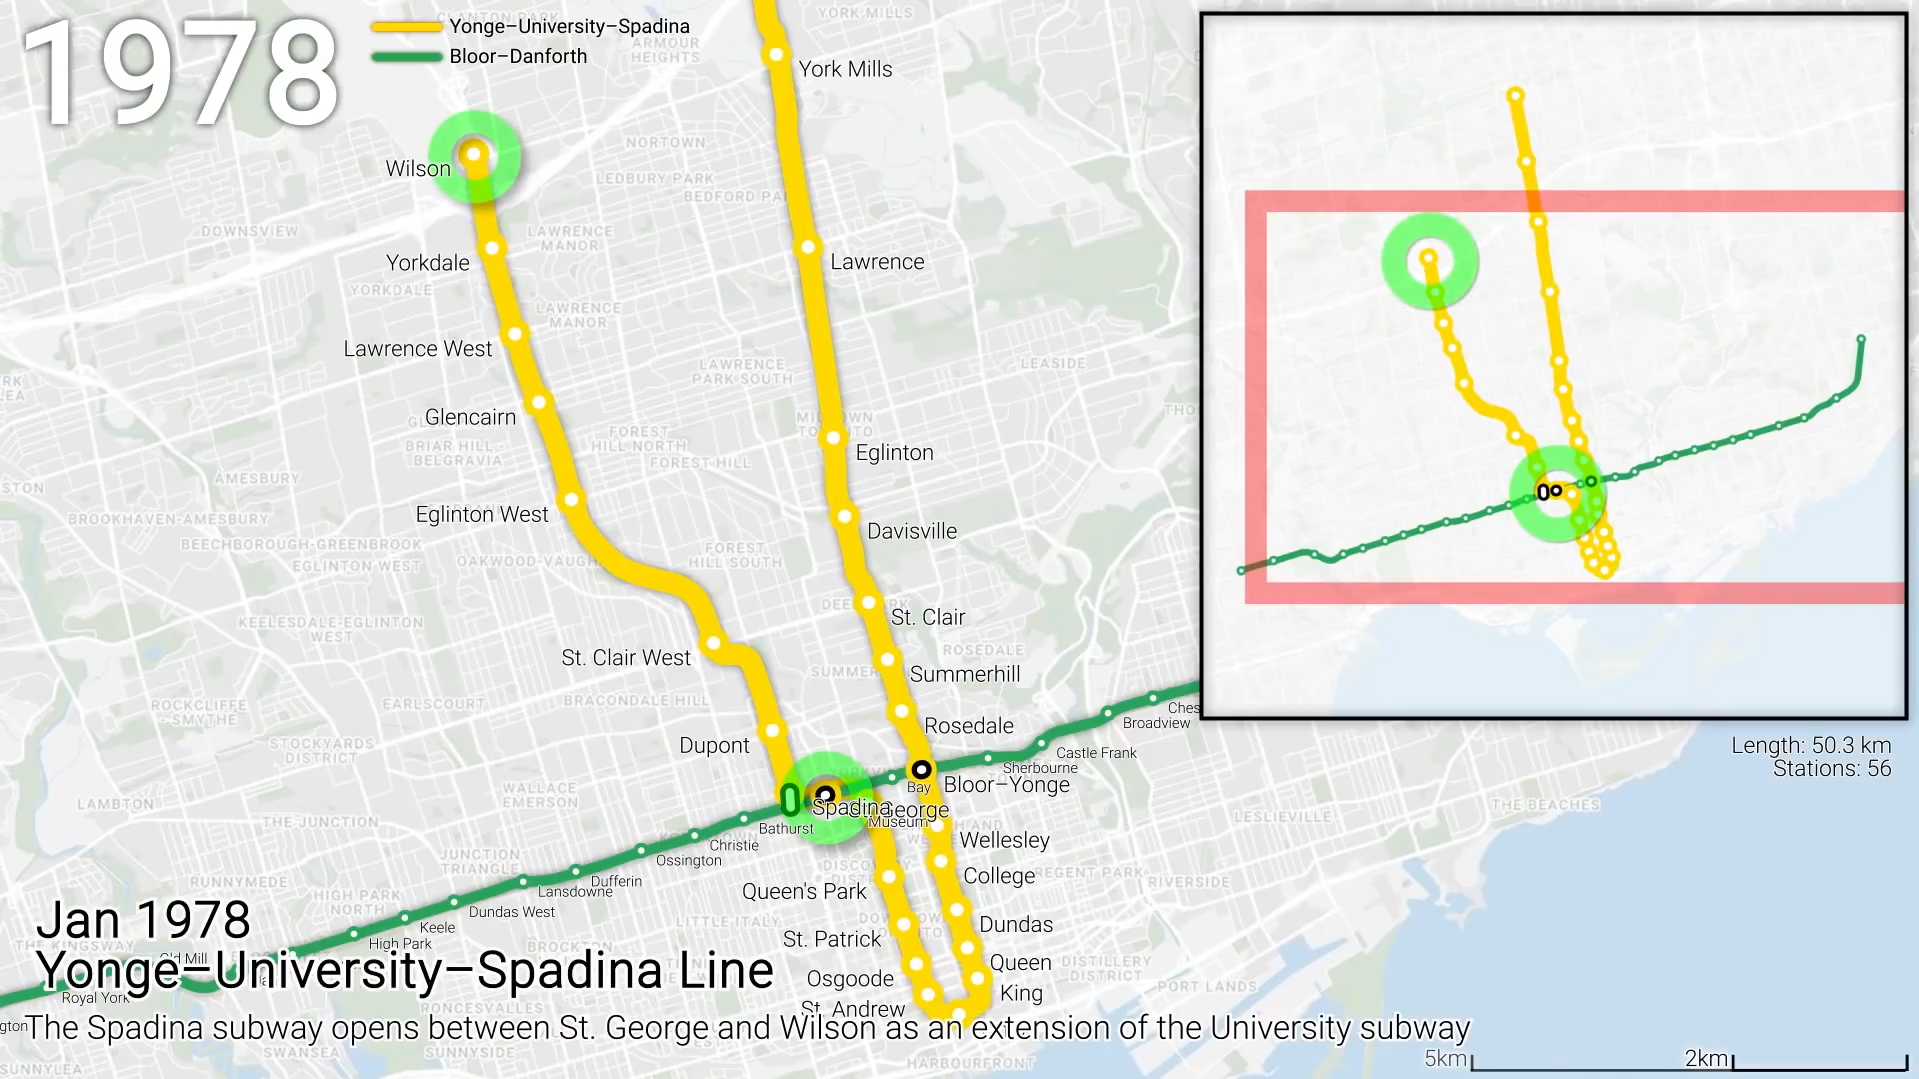 1978
Yonge–University–Spadina
Bloor–Danforth
CLANTON PARK
ARMOUR
HEIGHTS
YORK MILLS
York Mills
NORTOWN
LEDBURY PARK
Wilson
DOWNSVIEW
LAWRENCE
MANOR
Yorkdale
YORKDALE
Lawrence
LAWRENCE
MANOR
Lawrence West
LAWRENCE
PARK SOUTH
LEASIDE
Glencairn
BRIAR HILL-
BELGRAVIA
FOREST
HILL NORTH
FOREST HILL
Eglinton
AMESBURY
Eglinton West
BROOKHAVEN-AMESBURY
BEECHBOROUGH-GREENBROOK
EGLINTON WEST
FOREST
HILL SOUTH
Davisville
St. Clair
KEELESDALE-EGLINTON
WEST
St. Clair West
ROSEDALE
Summerhill
ROCKCLIFFE
-SMYTHE
EARLSCOURT
BRACONDALE HILL
Rosedale
Dupont
STOCKYARDS
DISTRICT
Broadview
Castle Frank
Sherbourne
Bay
Bloor–Yonge
Length: 50.3 km
Stations: 56
WALLACE
EMERSON
LAMBTON
Spadina
St. George
Museum
THE BEACHES
LESLIEVILLE
THE JUNCTION
Bathurst
Christie
Ossington
Wellesley
College
REGENT PARK
RIVERSIDE
JUNCTION
TRIANGLE
RUNNYMEDE
Dufferin
Lansdowne
Queen's Park
HIGH PARK
NORTH
Dundas West
LITTLE ITALY
Dundas
Jan 1978
Keele
High Park
St. Patrick
THE KINGSWAY
Old Mill
BROCKTON
Queen
DISTILLERY
DISTRICT
Yonge–University–Spadina Line
Osgoode
King
PORT LANDS
Royal York
RONCESVALLES
St. Andrew
The Spadina subway opens between St. George and Wilson as an extension of the University subway
SWANSEA
SUNNYSIDE
HARBOURFRONT
SUNNYLEA
5km
2km